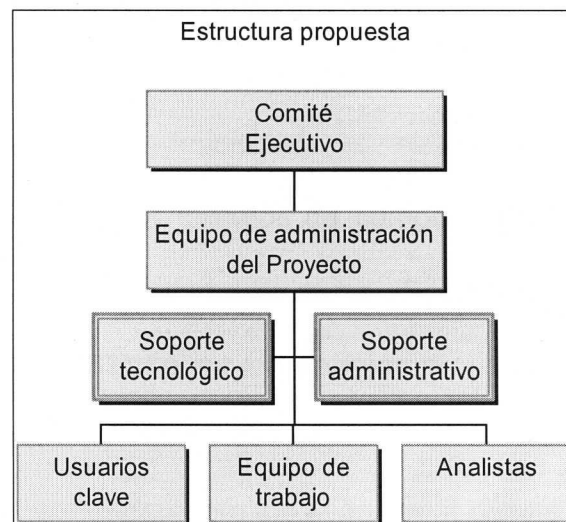 Estructura propuesta
Comité
Ejecutivo
Equipo de administración
del Proyecto
Soporte
tecnológico
Soporte
administrativo
Usuarios
clave
Equipo de
trabajo
Analistas